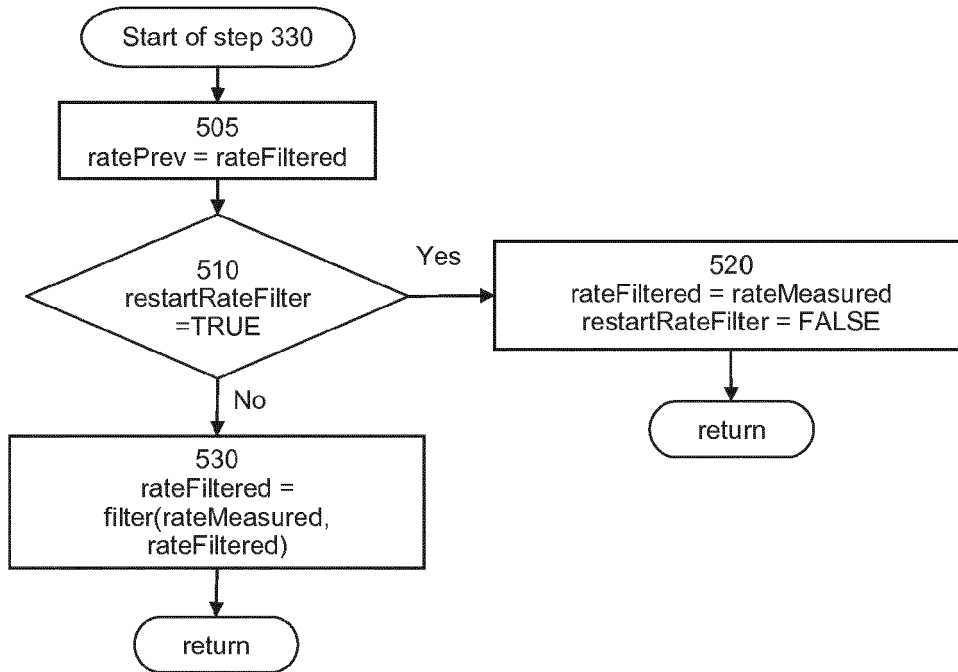 Start of step 330
505
ratePrev = rateFiltered
510
restartRateFilter
=TRUE
Yes
520
rateFiltered = rateMeasured
restartRateFilter = FALSE
return
No
530
rateFiltered =
filter(rateMeasured,
rateFiltered)
return